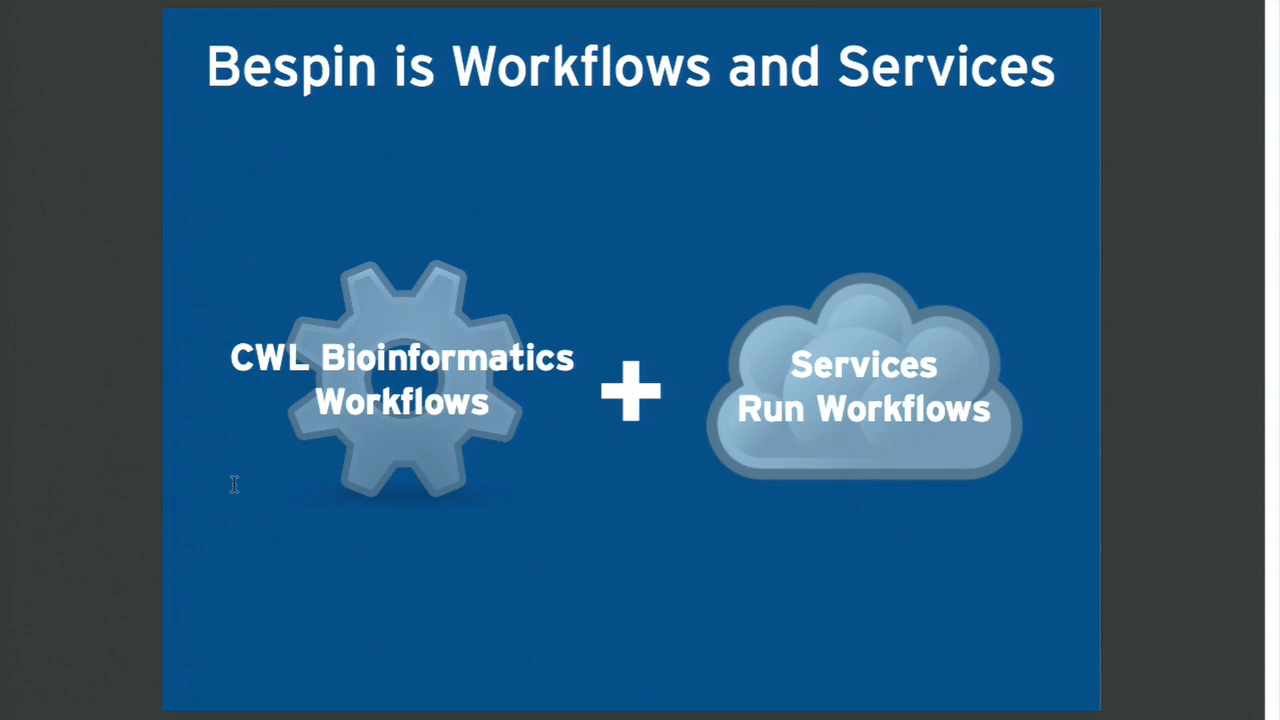 Bespin is Workflows and Services
CWL Bioinformatics
Workflows
+
Services
Run Workflows